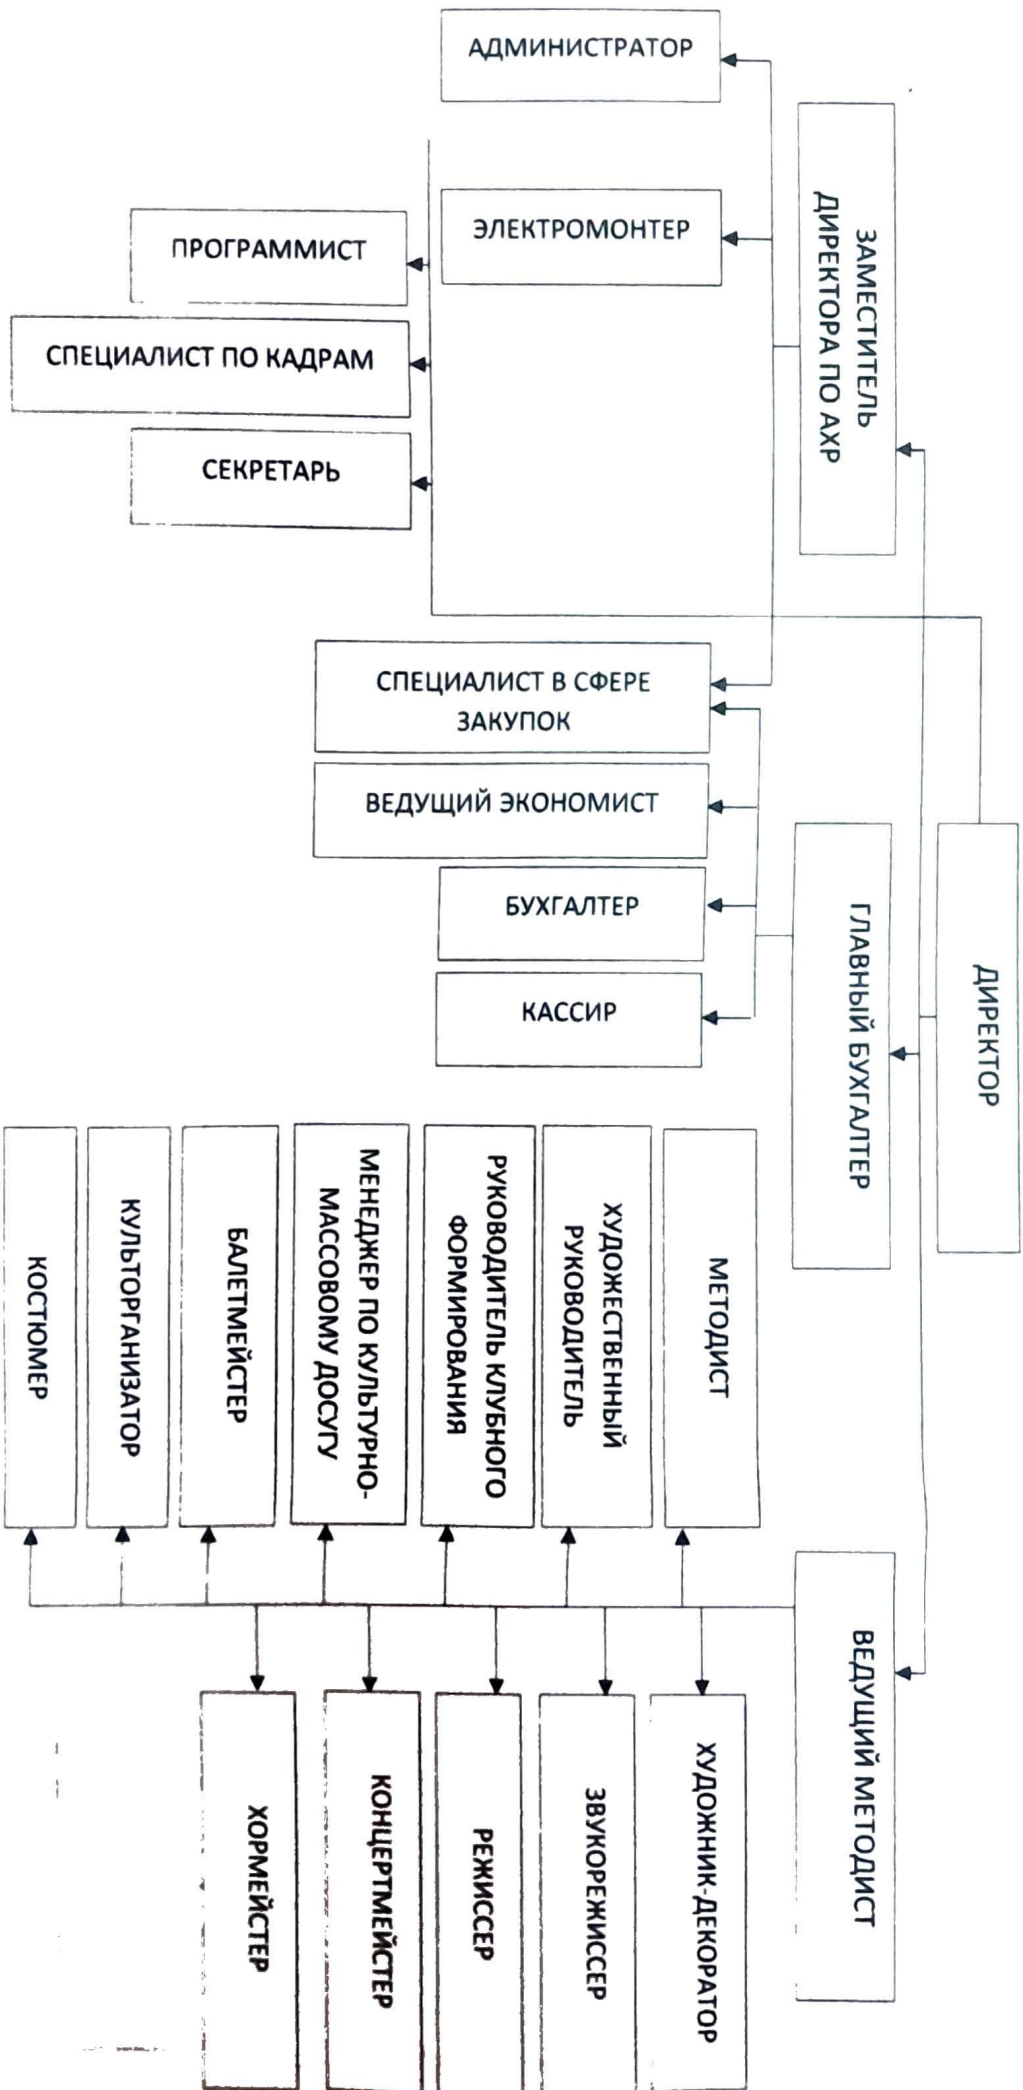 ДИРЕКТОР
ЗАМЕСТИТЕЛЬ
ДИРЕКТОРА ПО АХР
ГЛАВНЫЙ БУХГАЛТЕР
ВЕДУЩИЙ МЕТОДИСТ
АДМИНИСТРАТОР
ЭЛЕКТРОМОНТЕР
ПРОГРАММИСТ
СПЕЦИАЛИСТ ПО КАДРАМ
СЕКРЕТАРЬ
СПЕЦИАЛИСТ В СФЕРЕ
ЗАКУПОК
ВЕДУЩИЙ ЭКОНОМИСТ
БУХГАЛТЕР
КАССИР
МЕТОДИСТ
ХУДОЖЕСТВЕННЫЙ
РУКОВОДИТЕЛЬ
РУКОВОДИТЕЛЬ КЛУБНОГО
ФОРМИРОВАНИЯ
МЕНЕДЖЕР ПО КУЛЬТУРНО-
МАССОВОМУ ДОСУГУ
БАЛЕТМЕЙСТЕР
КУЛЬТОРГАНИЗАТОР
КОСТЮМЕР
ХУДОЖНИК-ДЕКОРАТОР
ЗВУКОРЕЖИССЕР
РЕЖИССЕР
КОНЦЕРТМЕЙСТЕР
ХОРМЕЙСТЕР